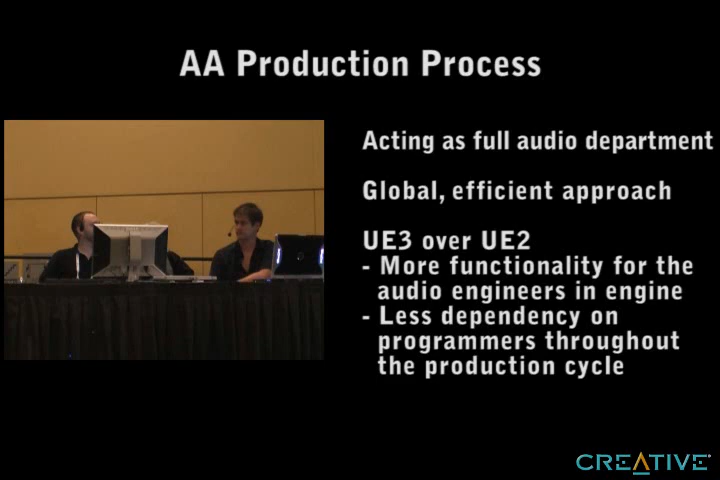 AA Production Process
Acting as full audio department
Global, efficient approach
UE3 over UE2
- More functionality for the
audio engineers in engine
- Less dependency on
programmers throughout
the production cycle
CREATIVE